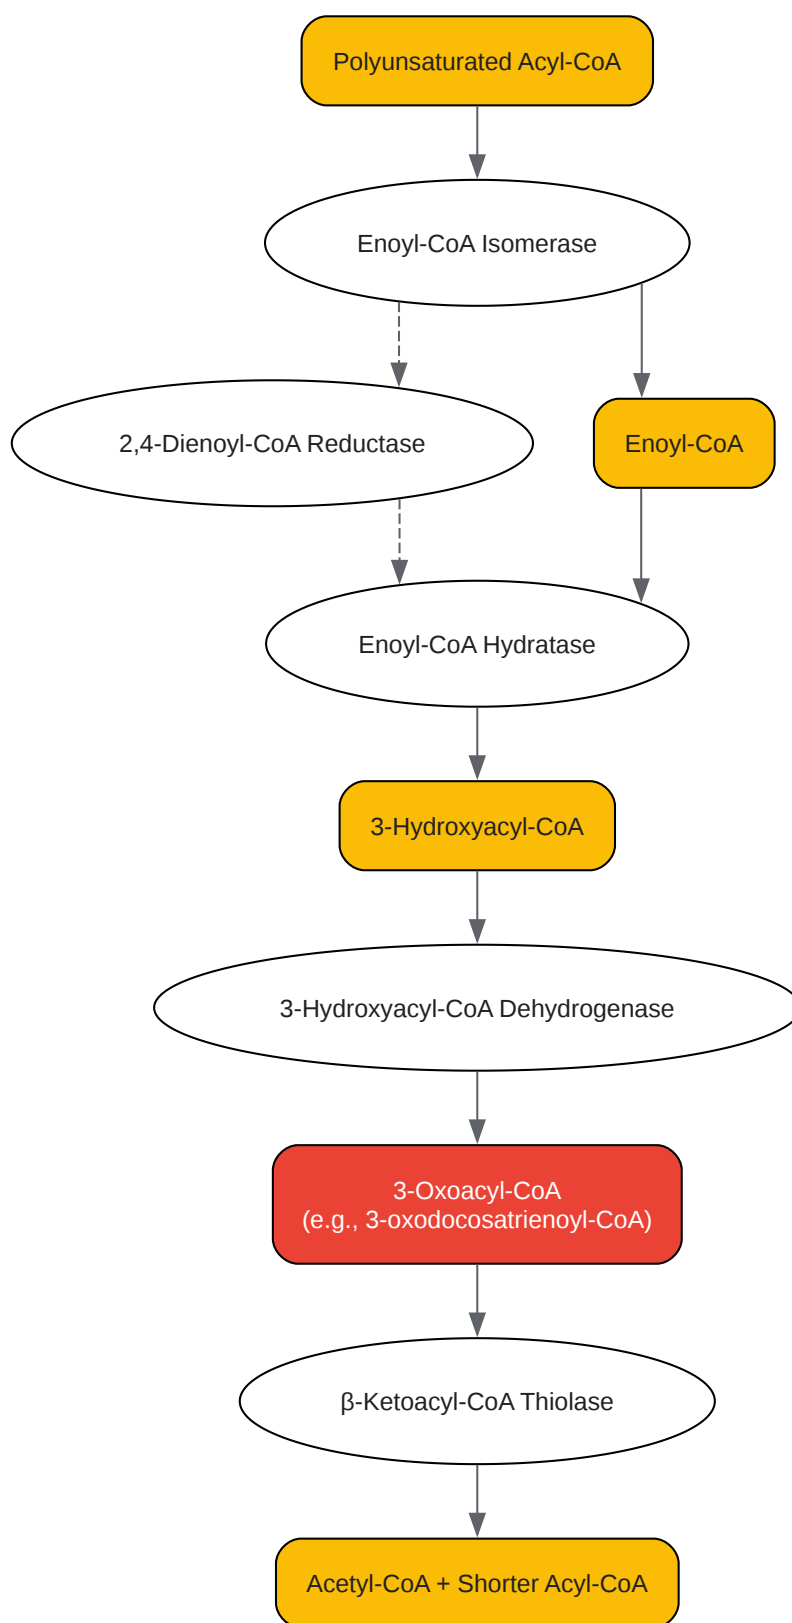 Polyunsaturated Acyl-CoA
Enoyl-CoA Isomerase
2,4-Dienoyl-CoA Reductase
Enoyl-CoA
Enoyl-CoA Hydratase
3-Hydroxyacyl-CoA
3-Hydroxyacyl-CoA Dehydrogenase
3-Oxoacyl-CoA
(e.g., 3-oxodocosatrienoyl-CoA)
β-Ketoacyl-CoA Thiolase
Acetyl-CoA + Shorter Acyl-CoA